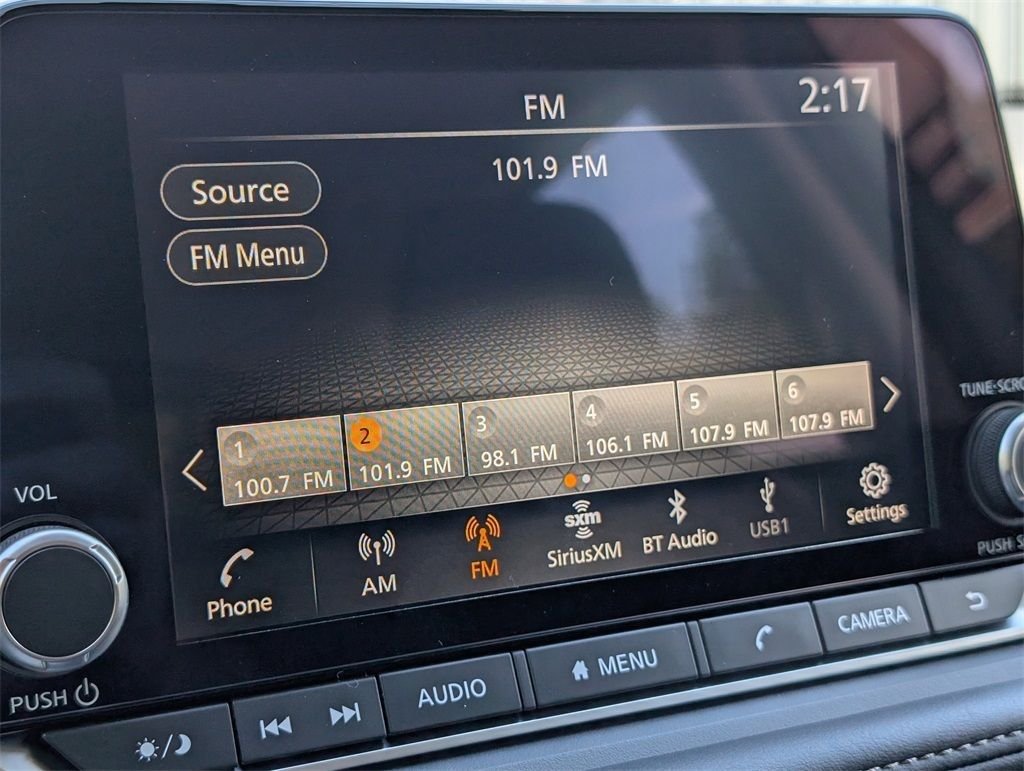 FM
2:17
101.9 FM
Source
FM Menu
1
100.7 FM
2
101.9 FM
3
98.1 FM
4
106.1 FM
5
107.9 FM
6
107.9 FM
Phone
AM
FM
sxm
SiriusXM
BT Audio
USB1
Settings
VOL
PUSH
AUDIO
MENU
CAMERA
PUSH